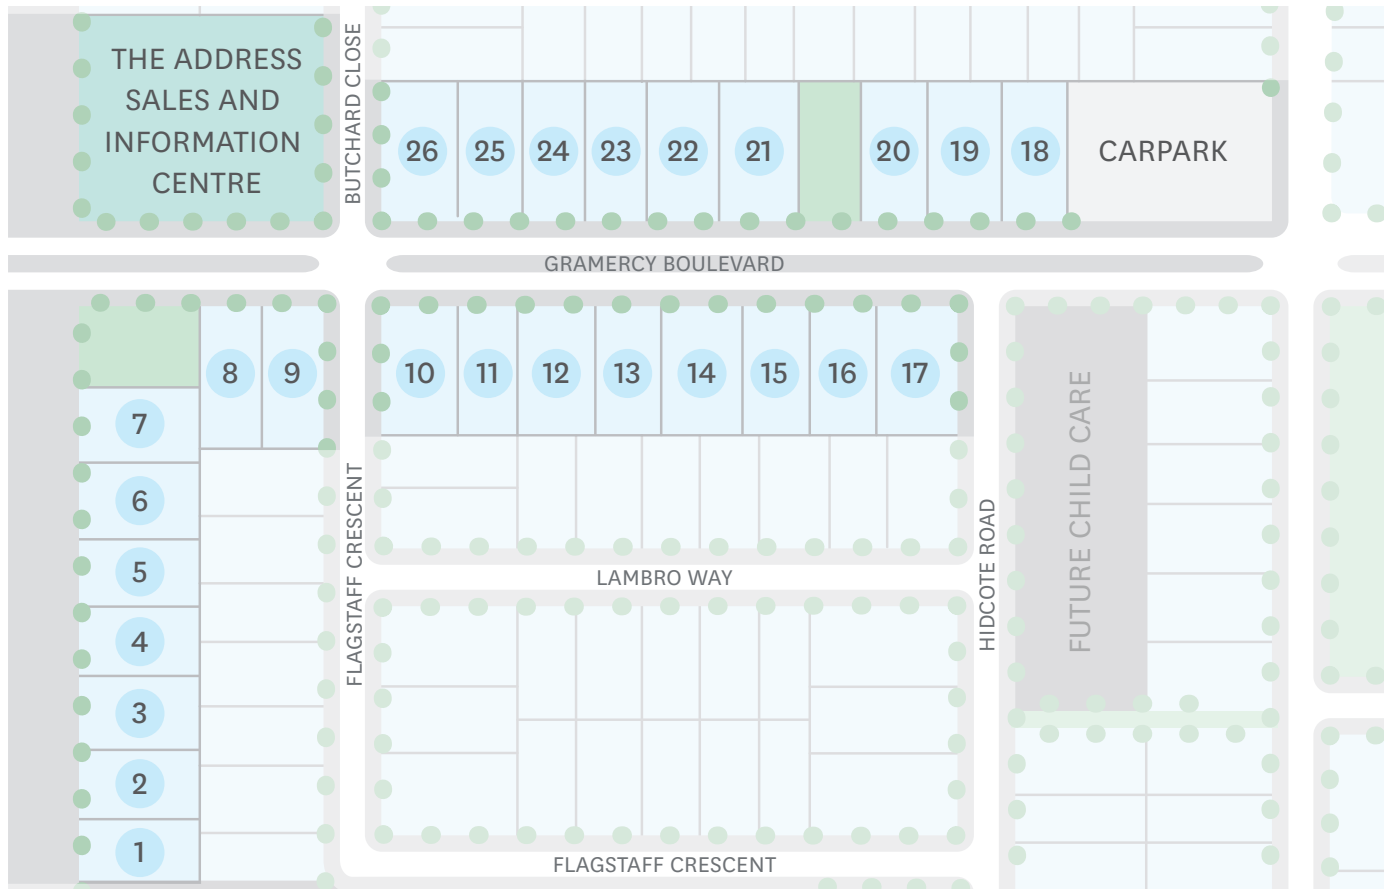 THE ADDRESS
SALES AND
INFORMATION
CENTRE
BUTCHARD CLOSE
26 25 24 23 22 21 20 19 18 CARPARK
GRAMERCY BOULEVARD
8 9 10 11 12 13 14 15 16 17
7
6
5
4
3
2
1
FLAGSTAFF CRESCENT
LAMBRO WAY
HIDCOTE ROAD
FUTURE CHILD CARE
FLAGSTAFF CRESCENT